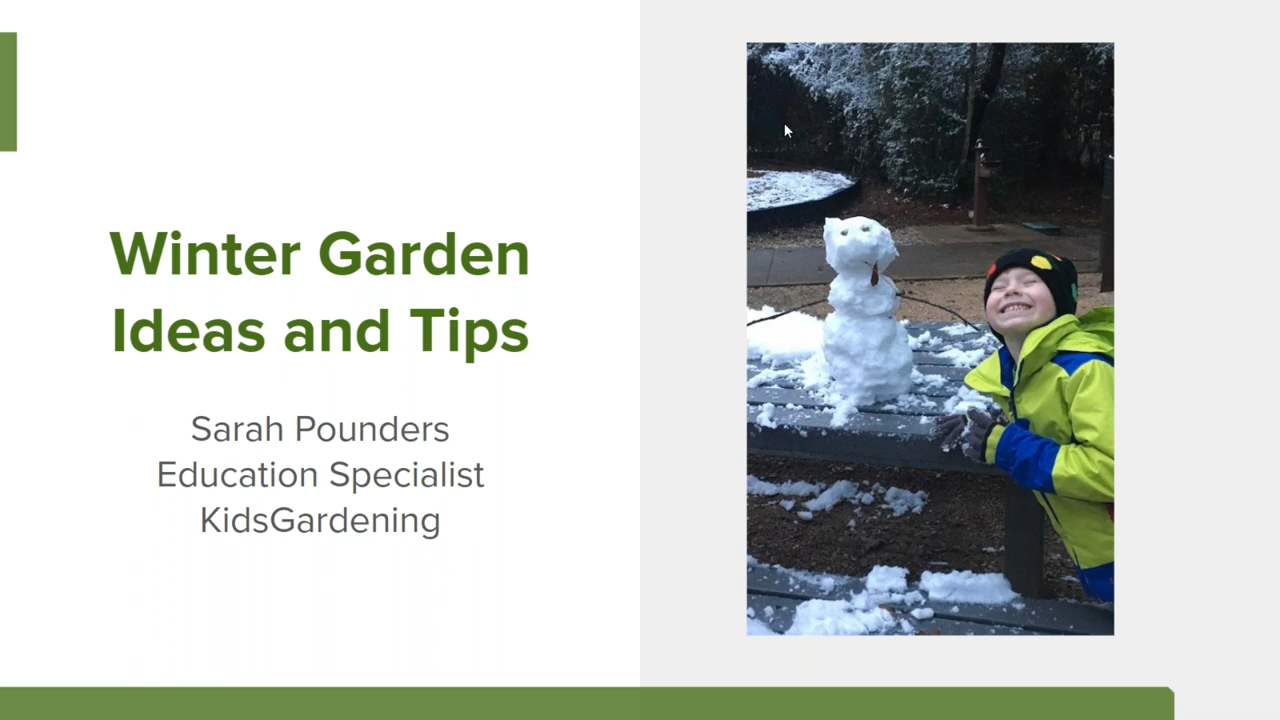 Winter Garden
Ideas and Tips
Sarah Pounders
Education Specialist
KidsGardening